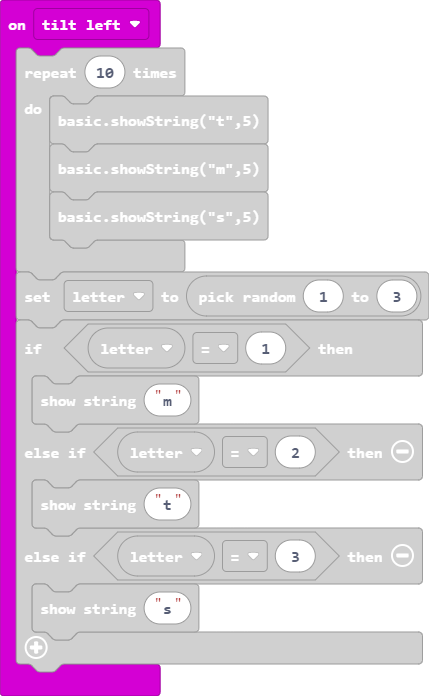 on tilt left
repeat 10 times
do
basic.showString("t",5)
basic.showString("m",5)
basic.showString("s",5)
set letter to pick random 1 to 3
if letter = 1 then
show string "m"
else if letter = 2 then
show string "t"
else if letter = 3 then
show string "s"